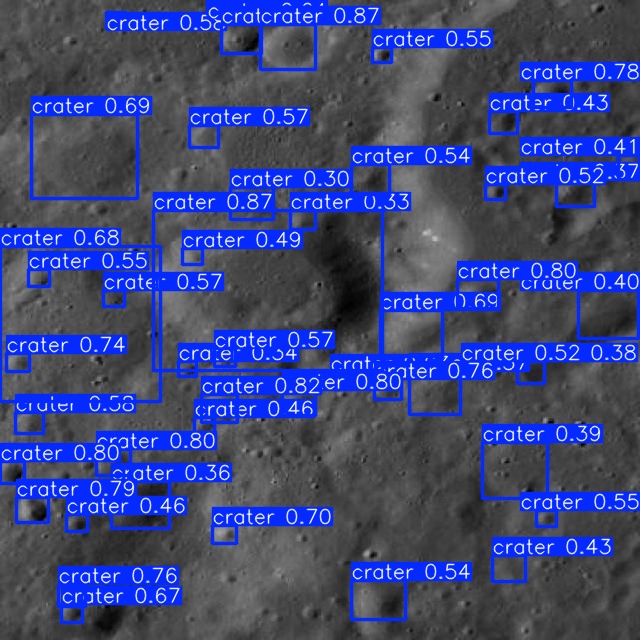 crater 0.87
crater 0.55
crater 0.78
crater 0.69
0.43
crater 0.57
crater 0.41
crater 0.54
crater 0.52
crater 0.30
crater 0.87
crater 0.33
crater 0.68
crater 0.49
crater 0.55
crater 0.80
crater 0.57
0.40
0.69
crater 0.57
crater 0.74
crater 0.52
0.38
0.76
crater 0.82
0.80
crater 0.58
crater 0.46
crater 0.39
crater 0.80
crater 0.80
crater 0.36
crater 0.79
crater 0.46
crater 0.55
crater 0.70
crater 0.43
crater 0.54
crater 0.76
crater 0.67